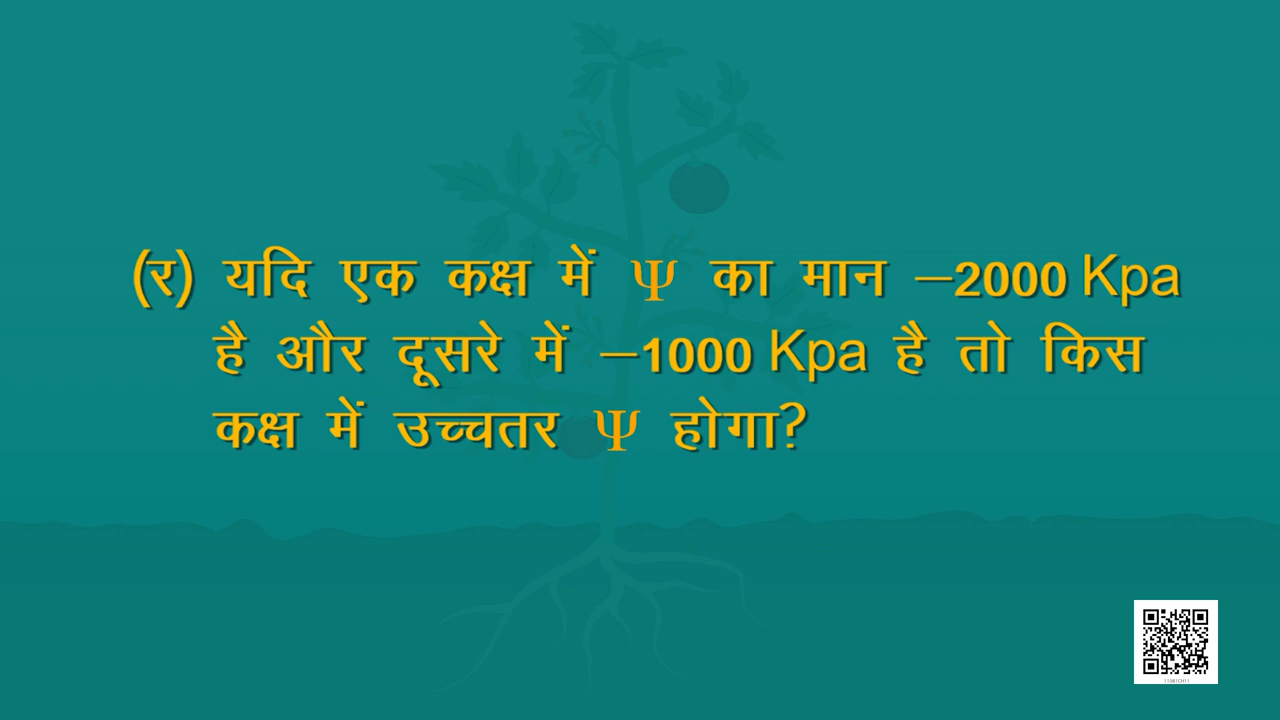 (र) यदि एक कक्ष में Ψ का मान –2000 Kpa
है और दूसरे में –1000 Kpa है तो किस
कक्ष में उच्चतर Ψ होगा?